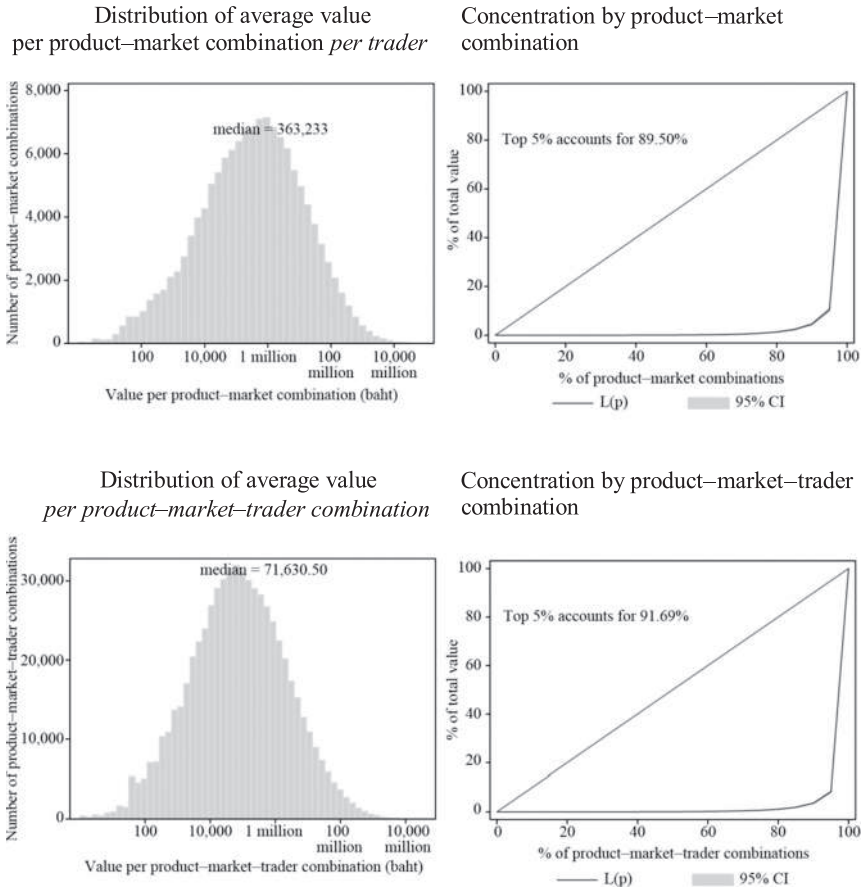 Distribution of average value
per product–market combination per trader
Number of product–market combinations
8,000
6,000
4,000
2,000
0
median = 363,233
100
10,000
1 million
100
million
10,000
million
Value per product–market combination (baht)
Concentration by product–market
combination
% of total value
100
80
60
40
20
0
Top 5% accounts for 89.50%
0
20
40
60
80
100
% of product–market combinations
L(p)
95% CI
Distribution of average value
per product–market–trader combination
Number of product–market–trader combinations
30,000
20,000
10,000
0
median = 71,630.50
100
10,000
1 million
100
million
10,000
million
Value per product–market–trader combination (baht)
Concentration by product–market–trader
combination
% of total value
100
80
60
40
20
0
Top 5% accounts for 91.69%
0
20
40
60
80
100
% of product–market–trader combinations
L(p)
95% CI